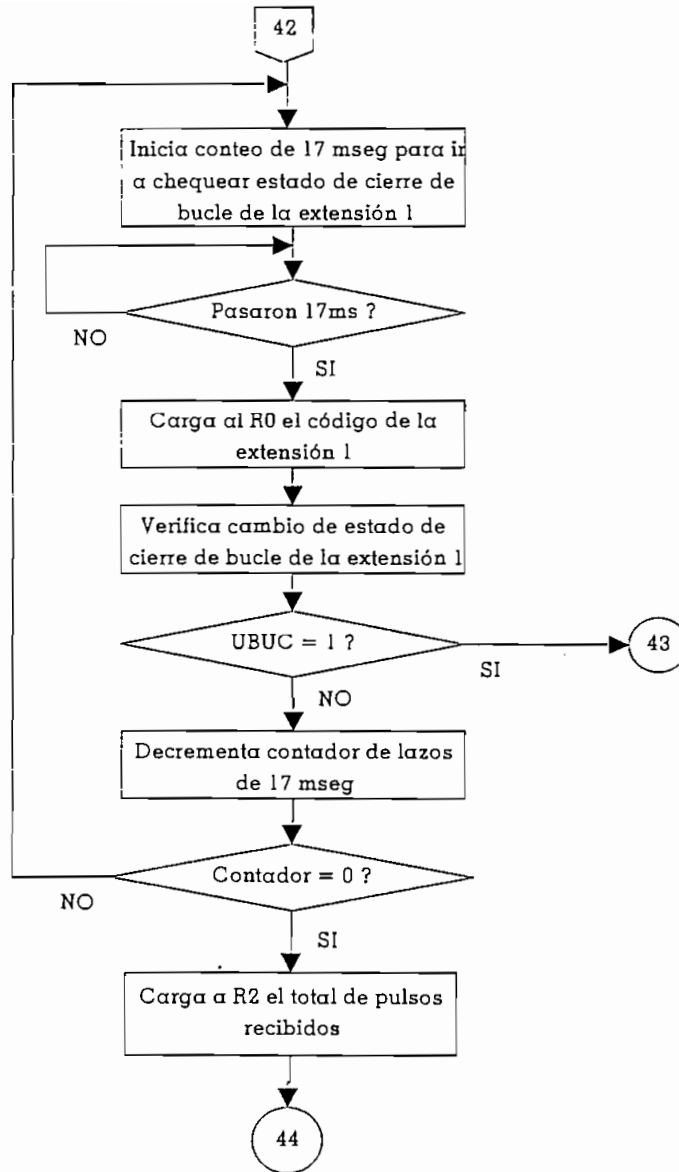 42
Inicia conteo de 17 mseg para ir
a chequear estado de cierre de
bucle de la extensión 1
Pasaron 17ms ?
NO
SI
Carga al R0 el código de la
extensión 1
Verifica cambio de estado de
cierre de bucle de la extensión 1
UBUC = 1 ?
43
SI
NO
Decrementa contador de lazos
de 17 mseg
Contador = 0 ?
NO
SI
Carga a R2 el total de pulsos
recibidos
44